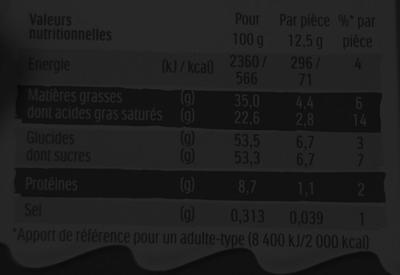 Valeurs Pour Par pièce %* par
nutritionnelles 100 g 12,5 g pièce
Energie (kJ / kcal) 2360 / 296 / 4
566 71
Matières grasses (g) 35,0 4,4 6
dont acides gras saturés (g) 22,6 2,8 14
Glucides (g) 53,5 6,7 3
dont sucres (g) 53,3 6,7 7
Protéines (g) 8,7 1,1 2
Sel (g) 0,313 0,039 1
*Apport de référence pour un adulte-type (8 400 kJ/2 000 kcal)